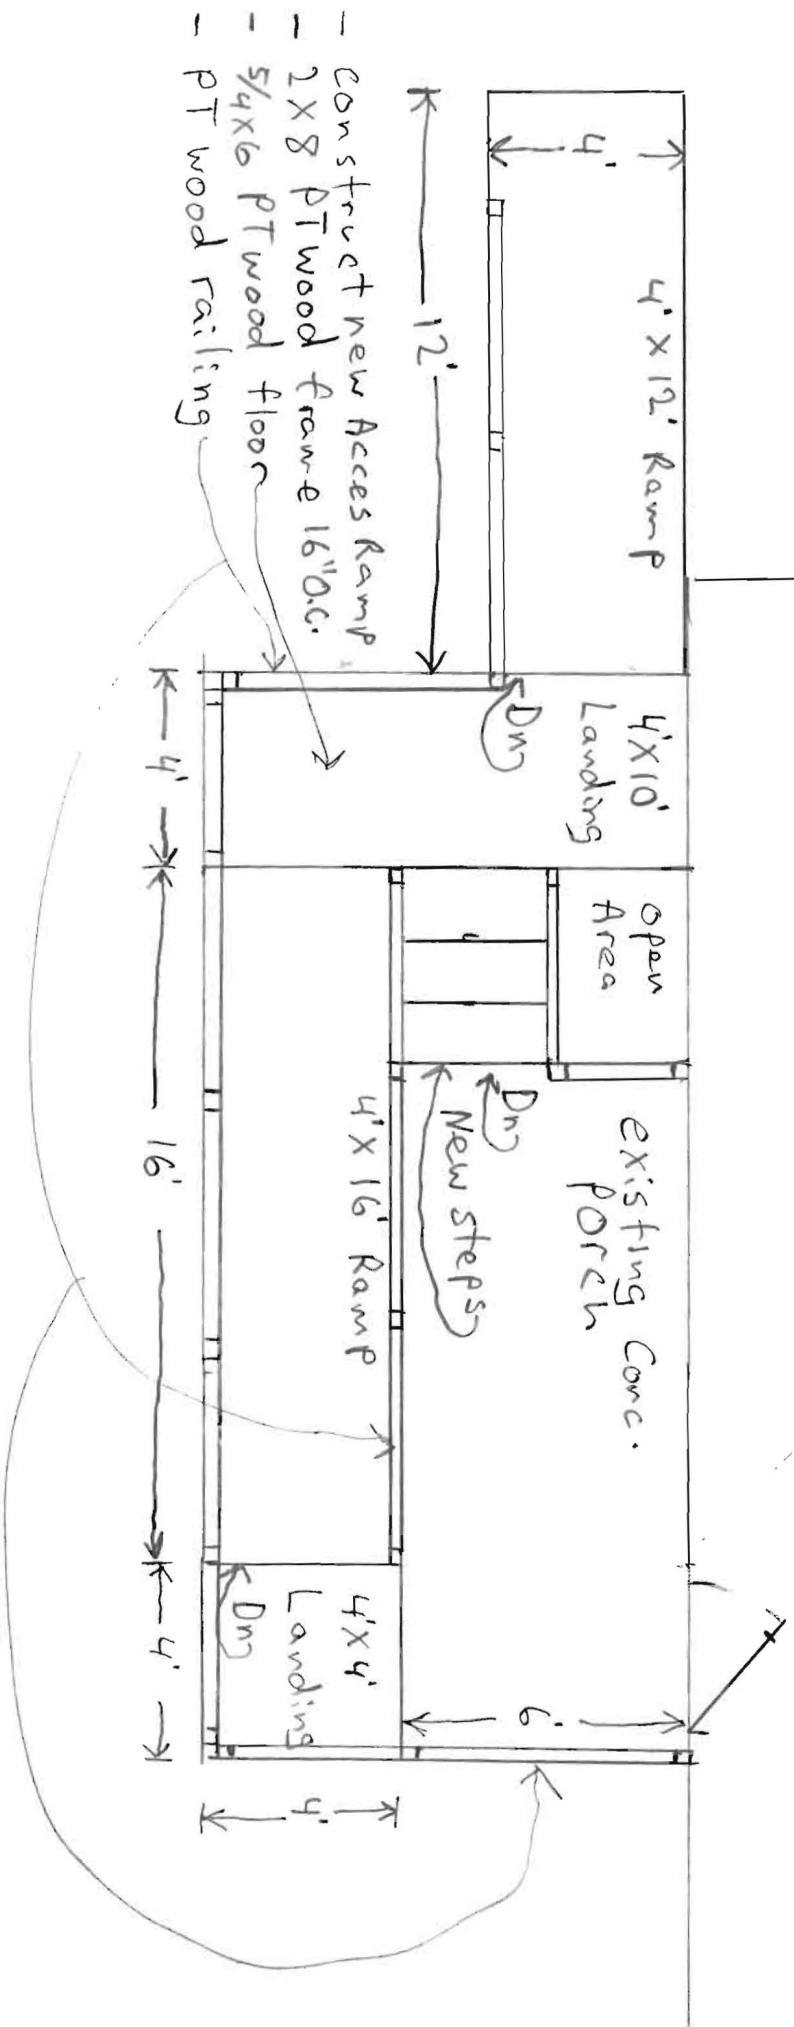 - construct new Acces Ramp
- 2X8 PT wood frame 16" O.C.
- 5/4x6 PT wood floor
- PT wood railing
12'
4'
4' X 12' Ramp
4'X10'
Landing
Dn
4'
open
Area
existing Conc.
porch
Dn
New steps
4' X 16' Ramp
16'
4'X4'
Landing
Dn
4'
6'
4'